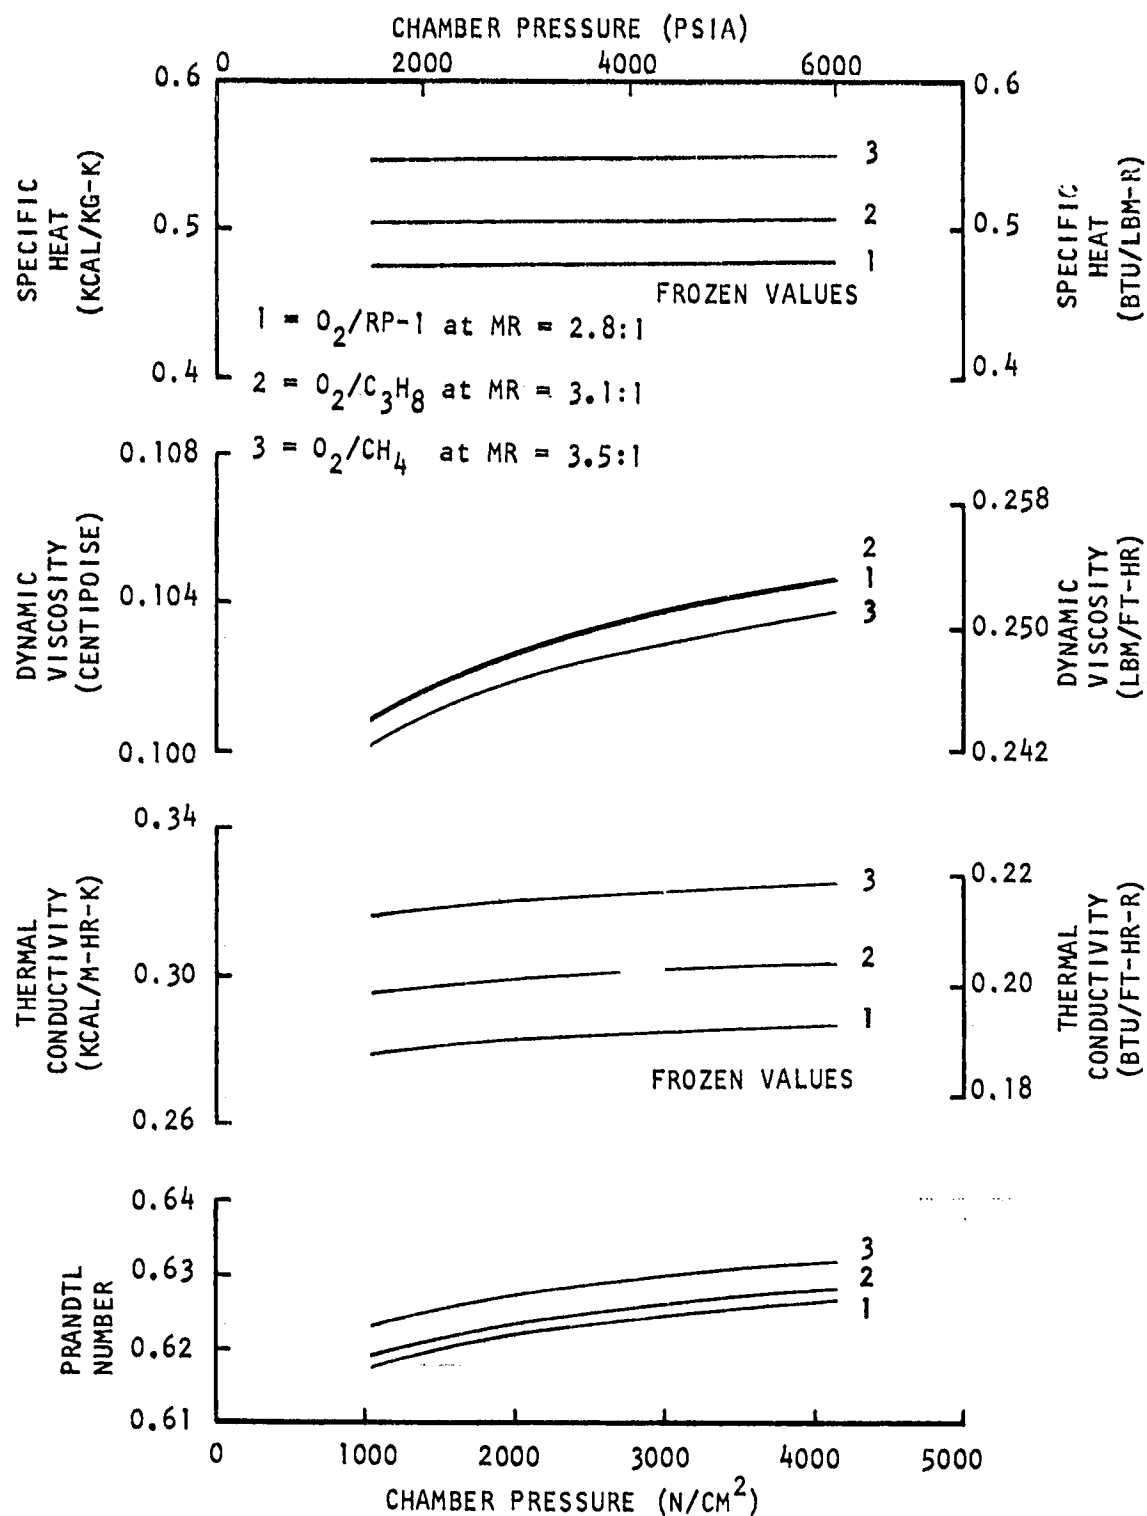 CHAMBER PRESSURE (PSIA)
0 2000 4000 6000
0.6 0.6
3
2
0.5 0.5
1
SPECIFIC HEAT (KCAL/KG-K)
SPECIFIC HEAT (BTU/LBM-R)
FROZEN VALUES
1 = O₂/RP-1 at MR = 2.8:1
0.4 0.4
2 = O₂/C₃H₈ at MR = 3.1:1
3 = O₂/CH₄ at MR = 3.5:1
0.108
0.258
2
1
0.104
3
0.250
0.100 0.242
DYNAMIC VISCOSITY (CENTIPOISE)
DYNAMIC VISCOSITY (LBM/FT-HR)
0.34
0.22
3
2
0.30 0.20
1
FROZEN VALUES
0.18
0.26
THERMAL CONDUCTIVITY (KCAL/M-HR-K)
THERMAL CONDUCTIVITY (BTU/FT-HR-R)
0.64
3
0.63
2
1
0.62
0.61
PRANDTL NUMBER
0 1000 2000 3000 4000 5000
CHAMBER PRESSURE (N/CM²)